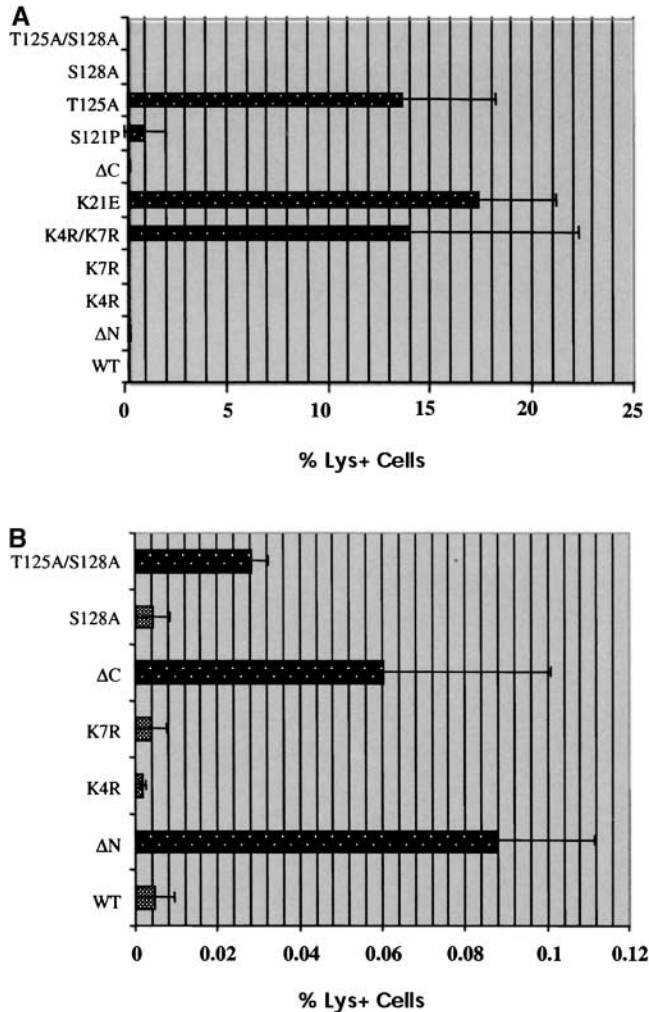 A
T125A/S128A
S128A
T125A
S121P
ΔC
K21E
K4R/K7R
K7R
K4R
ΔN
WT
0 5 10 15 20 25
% Lys+ Cells
B
T125A/S128A
S128A
ΔC
K7R
K4R
ΔN
WT
0 0.02 0.04 0.06 0.08 0.1 0.12
% Lys+ Cells